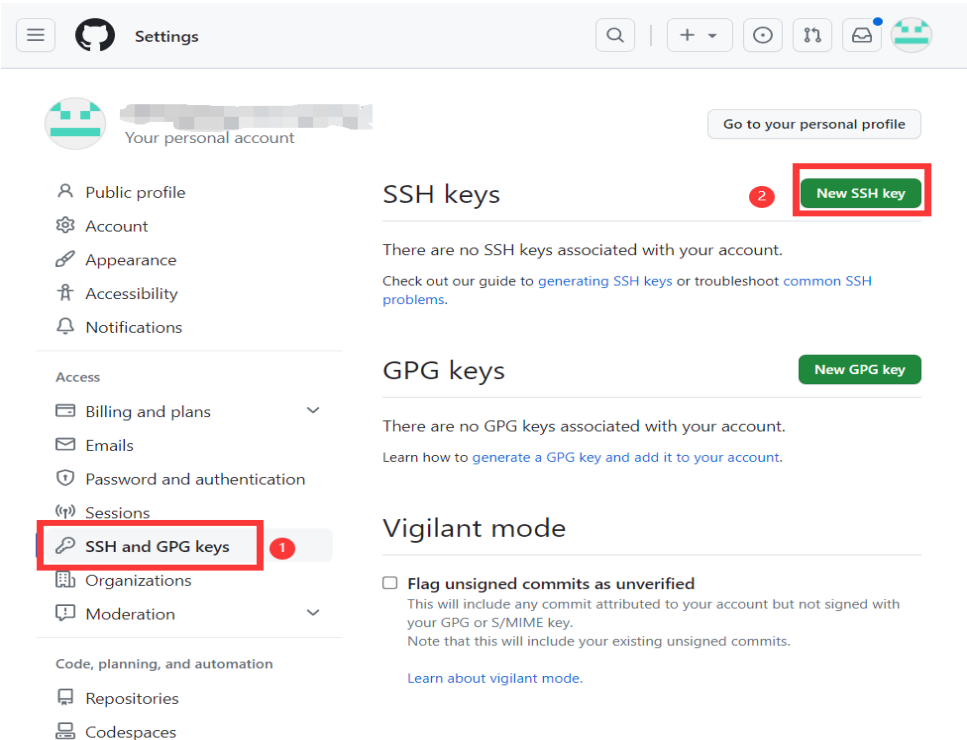 Settings
Your personal account
Go to your personal profile
Public profile
Account
Appearance
Accessibility
Notifications
Access
Billing and plans
Emails
Password and authentication
Sessions
SSH and GPG keys
1
Organizations
Moderation
Code, planning, and automation
Repositories
Codespaces
SSH keys
2
New SSH key
There are no SSH keys associated with your account.
Check out our guide to generating SSH keys or troubleshoot common SSH
problems.
GPG keys
New GPG key
There are no GPG keys associated with your account.
Learn how to generate a GPG key and add it to your account.
Vigilant mode
Flag unsigned commits as unverified
This will include any commit attributed to your account but not signed with
your GPG or S/MIME key.
Note that this will include your existing unsigned commits.
Learn about vigilant mode.